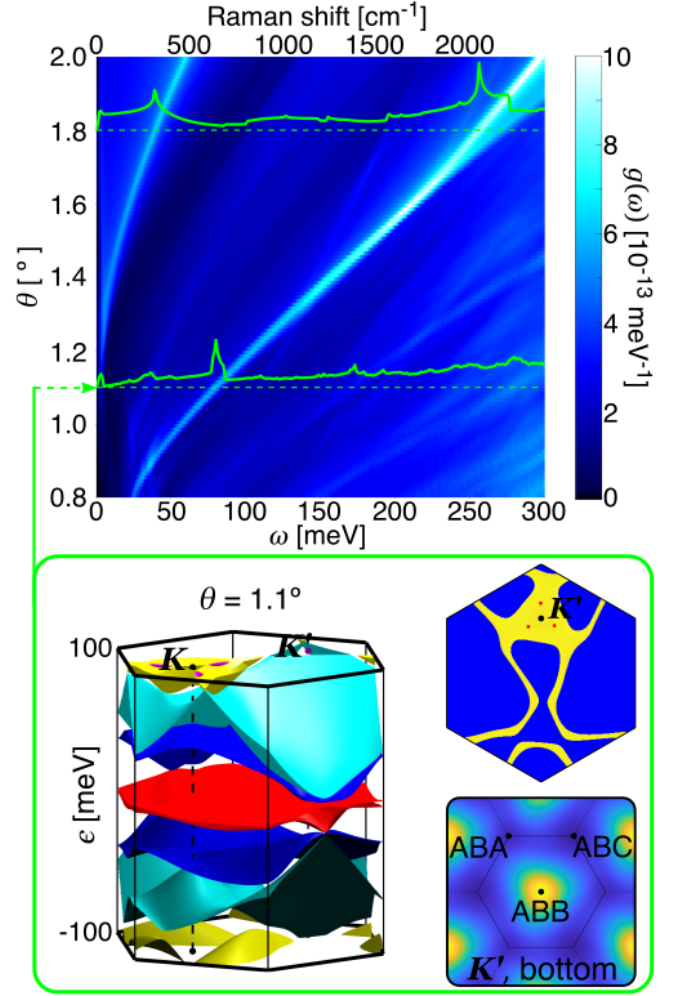 Raman shift [cm⁻¹]
0 500 1000 1500 2000
2.0
1.8
1.6
1.4
1.2
1.0
0.8
θ [°]
0 50 100 150 200 250 300
ω [meV]
10
8
6
4
2
0
g(ω) [10⁻¹³ meV⁻¹]
θ = 1.1°
100
-100
ϵ [meV]
K
K'
K'
ABA
ABC
ABB
K', bottom